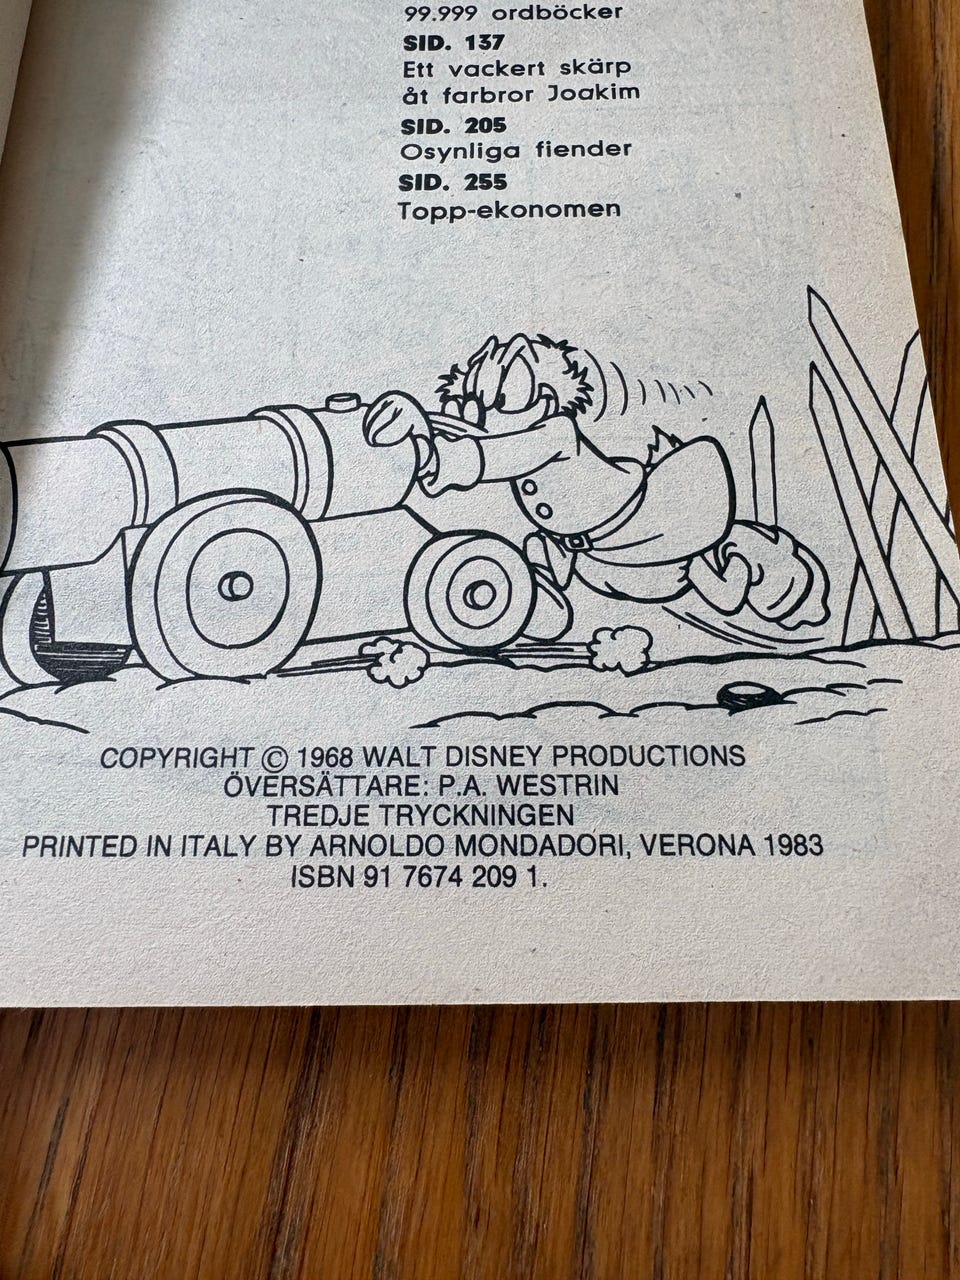 99.999 ordböcker
SID. 137
Ett vackert skärp
åt farbror Joakim
SID. 205
Osynliga fiender
SID. 255
Topp-ekonomen
COPYRIGHT © 1968 WALT DISNEY PRODUCTIONS
ÖVERSÄTTARE: P.A. WESTRIN
TREDJE TRYCKNINGEN
PRINTED IN ITALY BY ARNOLDO MONDADORI, VERONA 1983
ISBN 91 7674 209 1.